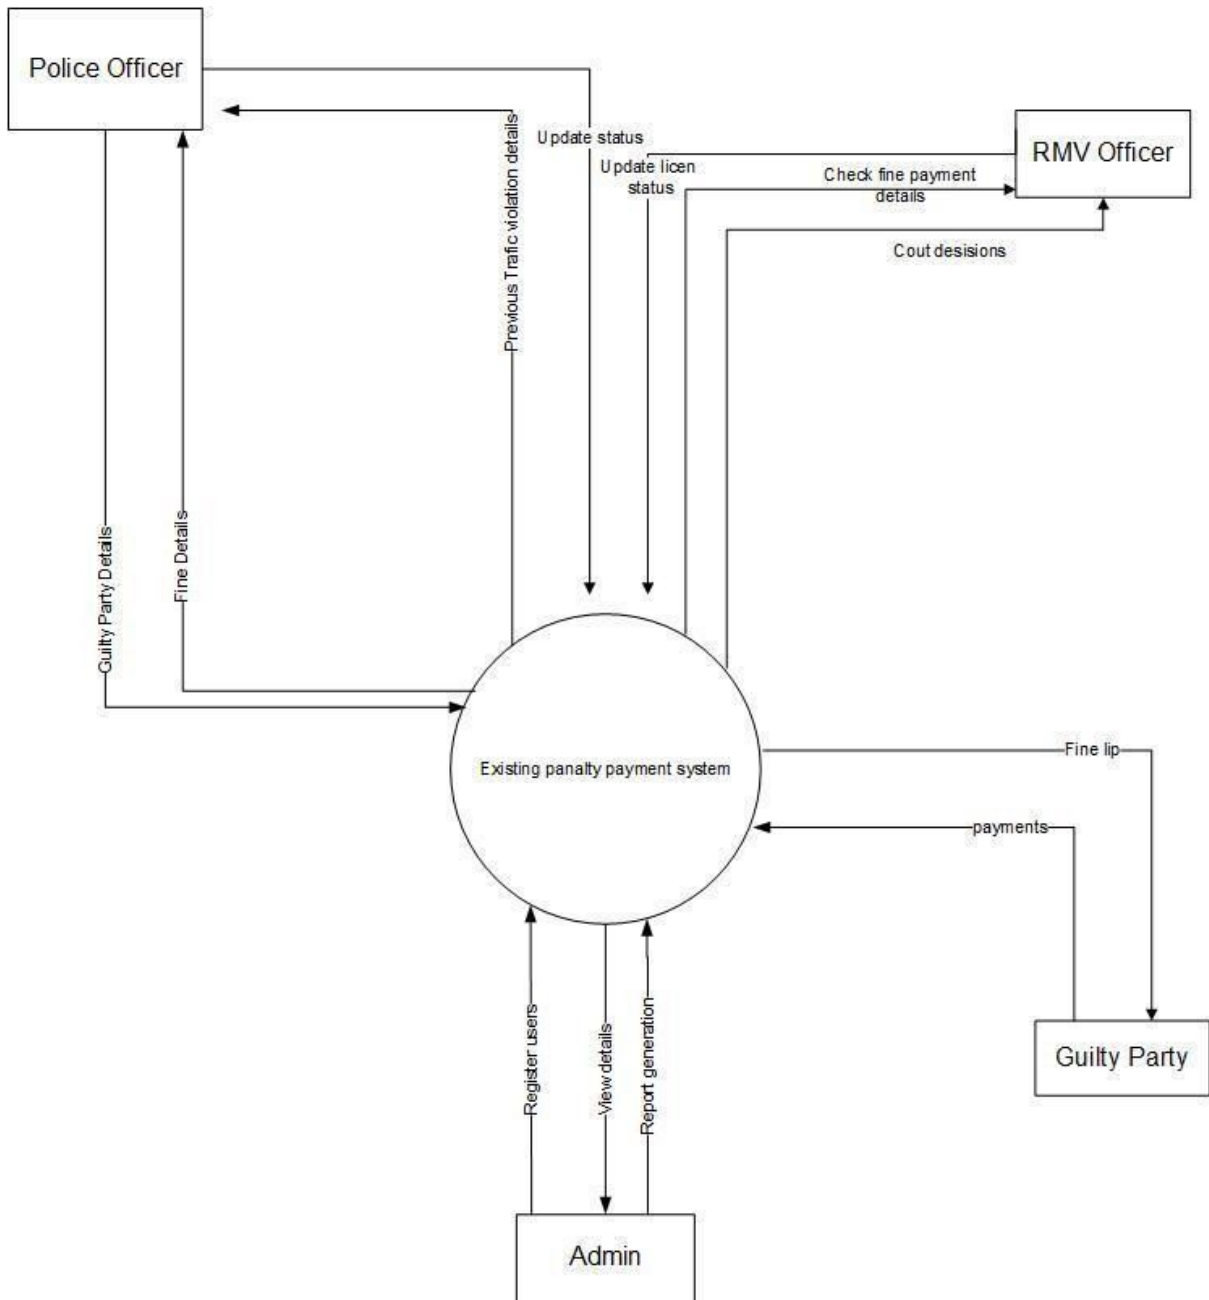 Police Officer
Update status
RMV Officer
Update licen
status
Check fine payment
details
Cout desisions
Previous Trafic violation details
Guilty Party Details
Fine Details
Existing panalty payment system
Fine lip
payments
Register users
View details
Report generation
Guilty Party
Admin